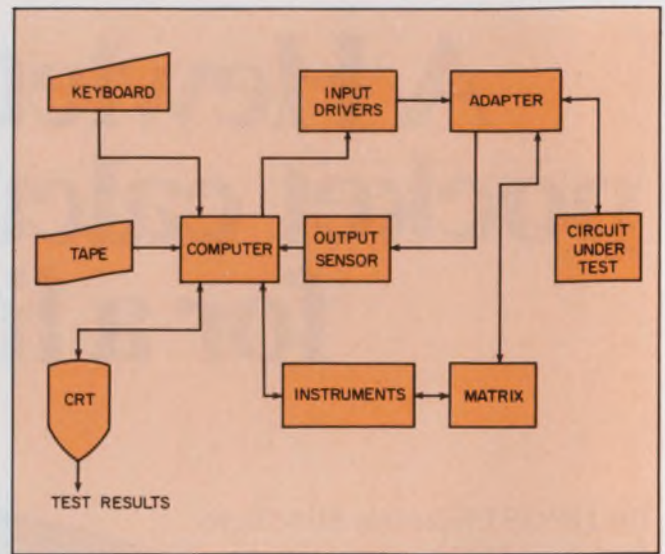 KEYBOARD
INPUT
DRIVERS
ADAPTER
TAPE
COMPUTER
OUTPUT
SENSOR
CIRCUIT
UNDER
TEST
CRT
INSTRUMENTS
MATRIX
TEST RESULTS